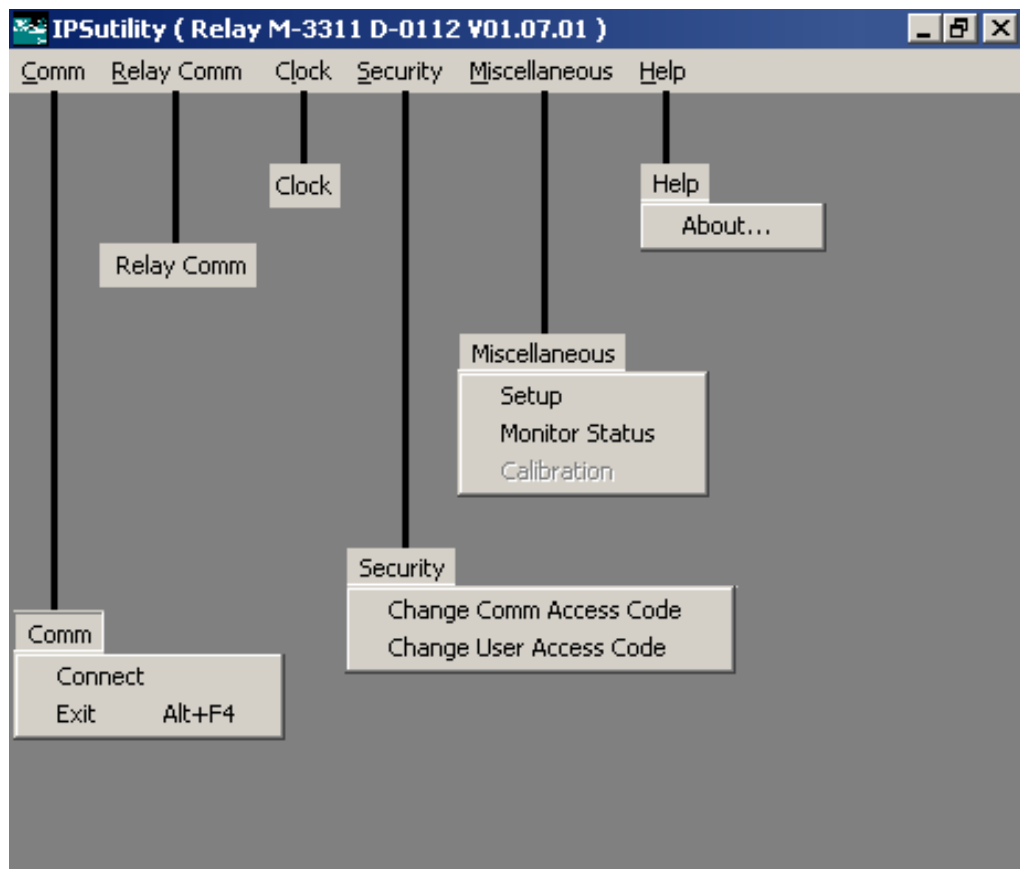 IPSutility ( Relay M-3311 D-0112 V01.07.01 )
Comm Relay Comm Clock Security Miscellaneous Help
Clock
Help
About...
Relay Comm
Miscellaneous
Setup
Monitor Status
Calibration
Security
Change Comm Access Code
Change User Access Code
Comm
Connect
Exit Alt+F4